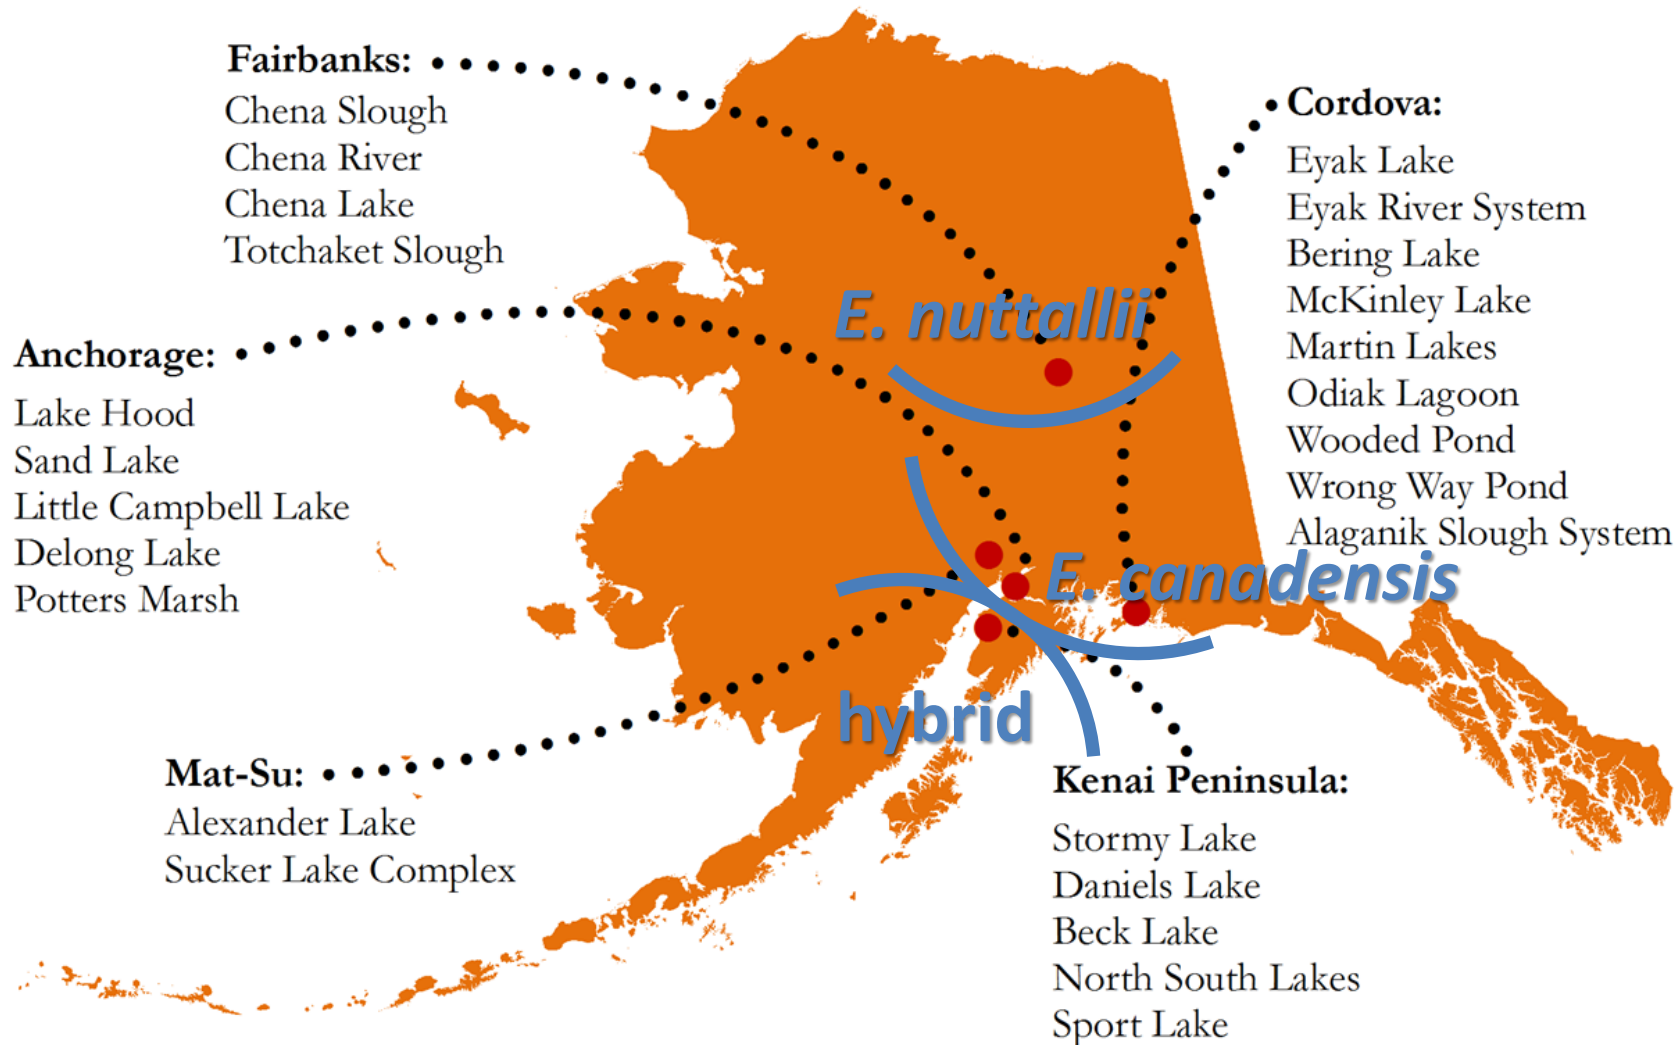 Fairbanks:
Chena Slough
Chena River
Chena Lake
Totchaket Slough
Cordova:
Eyak Lake
Eyak River System
Bering Lake
McKinley Lake
Martin Lakes
Odiak Lagoon
Wooded Pond
Wrong Way Pond
Alaganik Slough System
E. nuttallii
Anchorage:
Lake Hood
Sand Lake
Little Campbell Lake
Delong Lake
Potters Marsh
E. canadensis
hybrid
Mat-Su:
Alexander Lake
Sucker Lake Complex
Kenai Peninsula:
Stormy Lake
Daniels Lake
Beck Lake
North South Lakes
Sport Lake